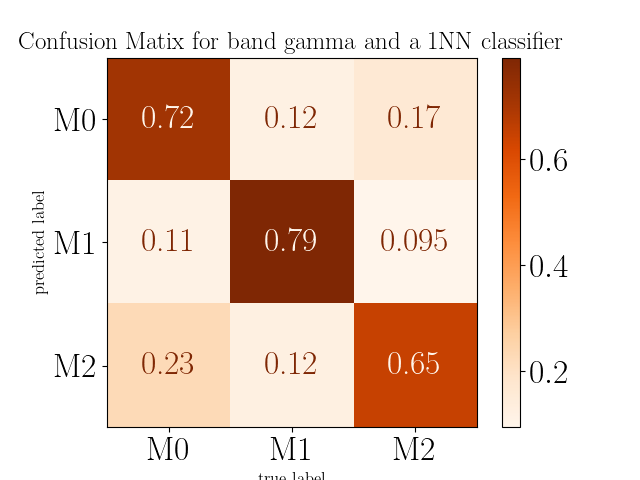 Confusion Matix for band gamma and a 1NN classifier
M0 0.72 0.12 0.17
M1 0.11 0.79 0.095
M2 0.23 0.12 0.65
M0 M1 M2
predicted label
true label
0.6
0.4
0.2